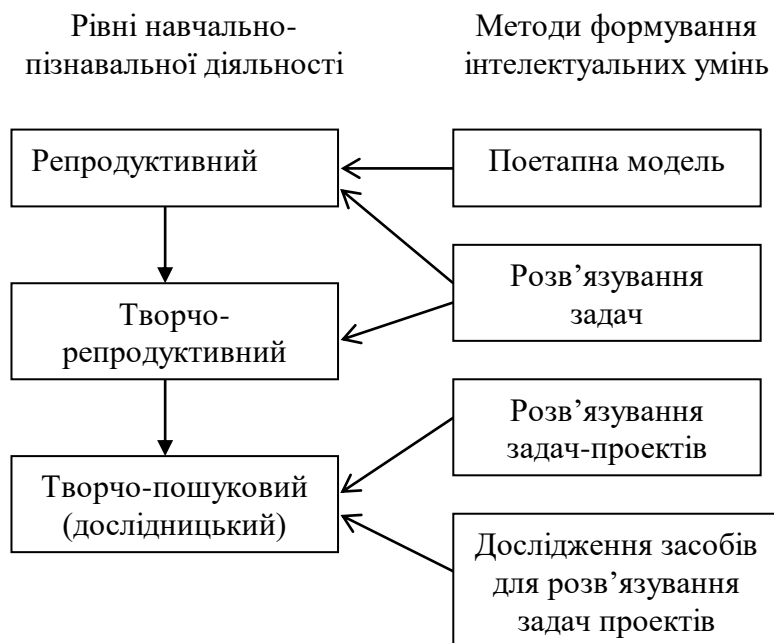 Рівні навчально-
пізнавальної діяльності
Методи формування
інтелектуальних умінь
Репродуктивний
Поетапна модель
Творчо-
репродуктивний
Розв’язування
задач
Розв’язування
задач-проектів
Творчо-пошуковий
(дослідницький)
Дослідження засобів
для розв’язування
задач проектів